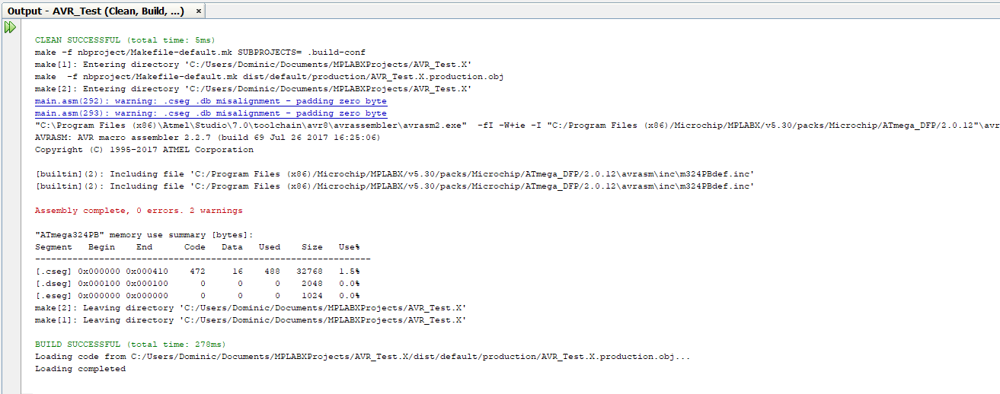 Output - AVR_Test (Clean, Build, ...) ×
CLEAN SUCCESSFUL (total time: 5ms)
make -f nbproject/Makefile-default.mk SUBPROJECTS= .build-conf
make[1]: Entering directory 'C:/Users/Dominic/Documents/MPLABXProjects/AVR_Test.X'
make  -f nbproject/Makefile-default.mk dist/default/production/AVR_Test.X.production.obj
make[2]: Entering directory 'C:/Users/Dominic/Documents/MPLABXProjects/AVR_Test.X'
main.asm(292): warning: .cseg .db misalignment - padding zero byte
main.asm(293): warning: .cseg .db misalignment - padding zero byte
"C:\Program Files (x86)\Atmel\Studio\7.0\toolchain\avr8\avrassembler\avrasm2.exe"  -fI -W+ie -I "C:/Program Files (x86)/Microchip/MPLABX/v5.30/packs/Microchip/ATmega_DFP/2.0.12"\avr
AVRASM: AVR macro assembler 2.2.7 (build 69 Jul 26 2017 16:25:06)
Copyright (C) 1995-2017 ATMEL Corporation
[builtin](2): Including file 'C:/Program Files (x86)/Microchip/MPLABX/v5.30/packs/Microchip/ATmega_DFP/2.0.12\avrasm\inc\m324PBdef.inc'
[builtin](2): Including file 'C:/Program Files (x86)/Microchip/MPLABX/v5.30/packs/Microchip/ATmega_DFP/2.0.12\avrasm\inc\m324PBdef.inc'
Assembly complete, 0 errors. 2 warnings
"ATmega324PB" memory use summary [bytes]:
Segment   Begin    End      Code   Data   Used    Size   Use%
---------------------------------------------------------------
[.cseg] 0x000000 0x000410    472     16    488   32768   1.5%
[.dseg] 0x000100 0x000100      0      0      0    2048   0.0%
[.eseg] 0x000000 0x000000      0      0      0    1024   0.0%
make[2]: Leaving directory 'C:/Users/Dominic/Documents/MPLABXProjects/AVR_Test.X'
make[1]: Leaving directory 'C:/Users/Dominic/Documents/MPLABXProjects/AVR_Test.X'
BUILD SUCCESSFUL (total time: 278ms)
Loading code from C:/Users/Dominic/Documents/MPLABXProjects/AVR_Test.X/dist/default/production/AVR_Test.X.production.obj...
Loading completed